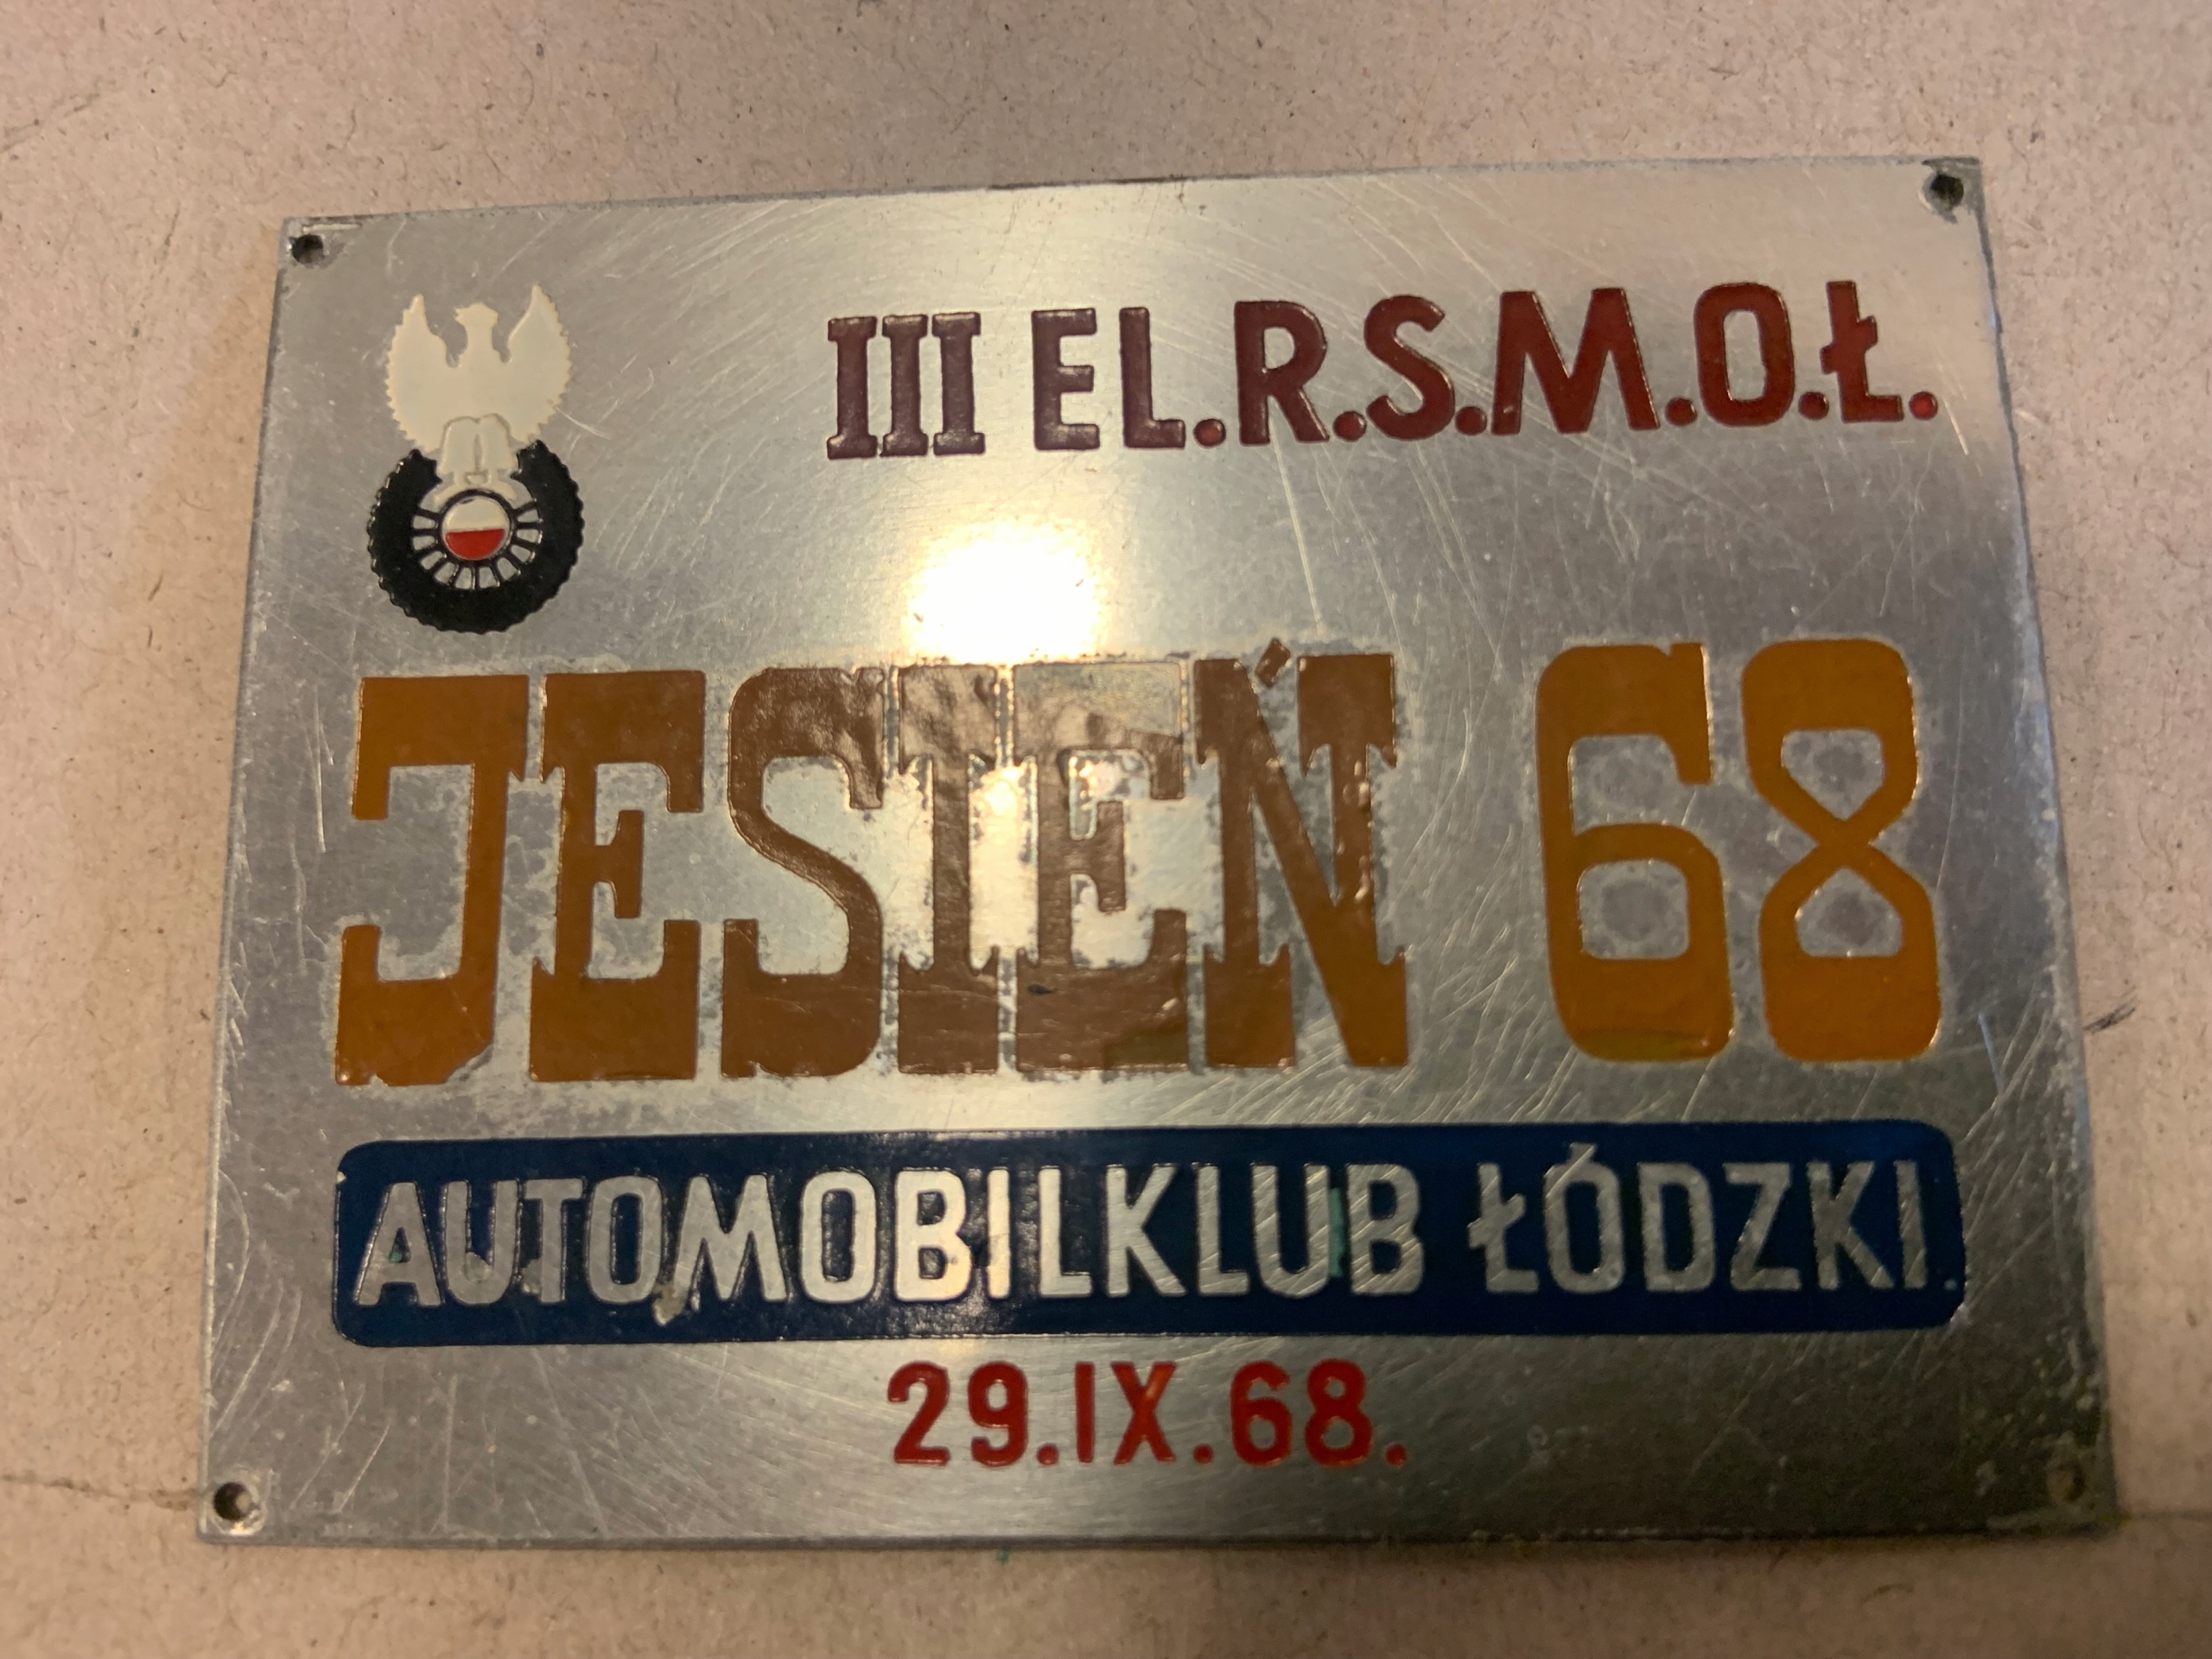 III EL.R.S.M.O.Ł.
JESIEŃ 68
AUTOMOBILKLUB ŁÓDZKI.
29.IX.68.